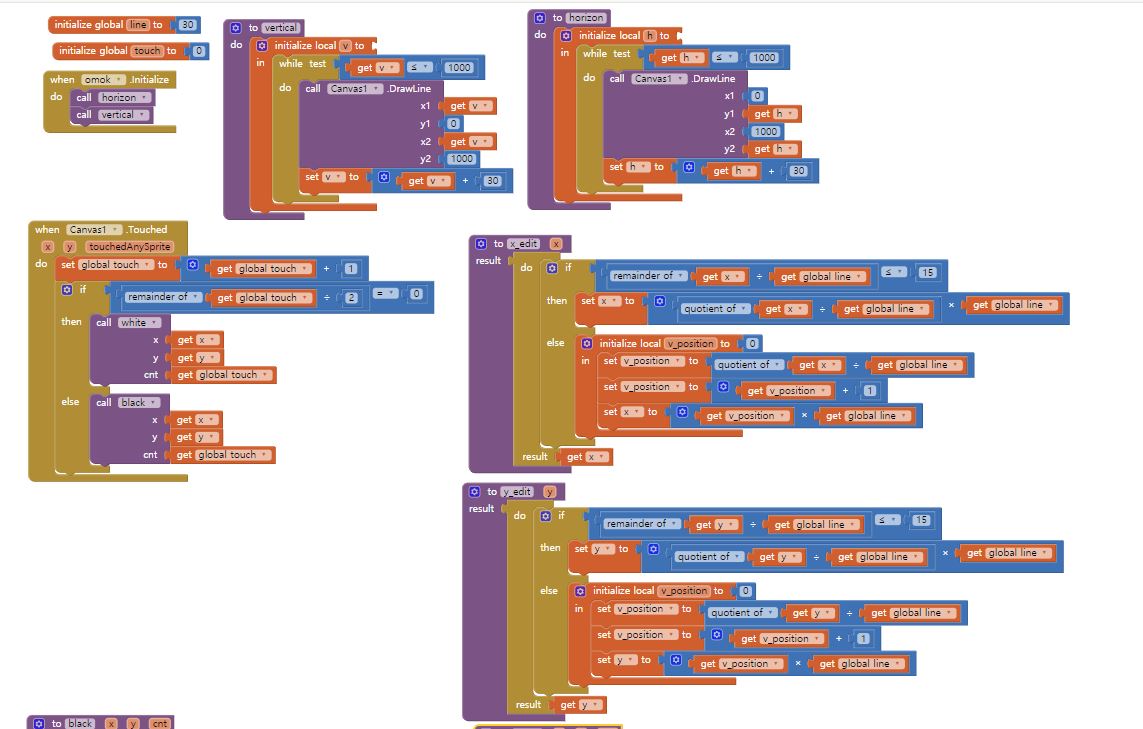 initialize global line to 30
initialize global touch to 0
when omok .Initialize
do call horizon
call vertical
to vertical
do initialize local v to
in while test get v ≤ 1000
do call Canvas1 .DrawLine
x1 get v
y1 0
x2 get v
y2 1000
set v to get v + 30
to horizon
do initialize local h to
in while test get h ≤ 1000
do call Canvas1 .DrawLine
x1 0
y1 get h
x2 1000
y2 get h
set h to get h + 30
when Canvas1 .Touched
x y touchedAnySprite
do set global touch to get global touch + 1
if remainder of get global touch ÷ 2 = 0
then call white
x get x
y get y
cnt get global touch
else call black
x get x
y get y
cnt get global touch
to x_edit x
result do if remainder of get x ÷ get global line ≤ 15
then set x to quotient of get x ÷ get global line × get global line
else initialize local v_position to 0
in set v_position to quotient of get x ÷ get global line
set v_position to get v_position + 1
set x to get v_position × get global line
result get x
to y_edit y
result do if remainder of get y ÷ get global line ≤ 15
then set y to quotient of get y ÷ get global line × get global line
else initialize local v_position to 0
in set v_position to quotient of get y ÷ get global line
set v_position to get v_position + 1
set y to get v_position × get global line
result get y
to black x y cnt